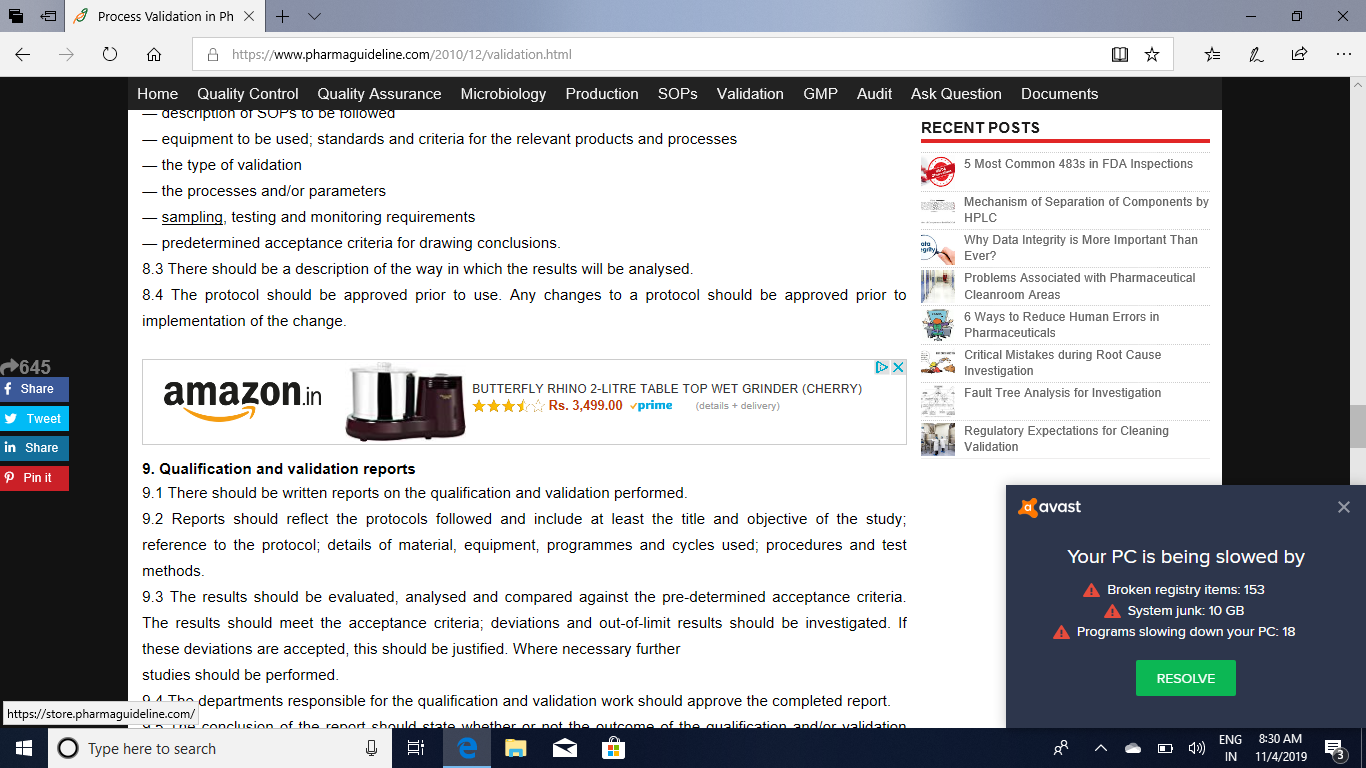 Process Validation in Ph
https://www.pharmaguideline.com/2010/12/validation.html
Home Quality Control Quality Assurance Microbiology Production SOPs Validation GMP Audit Ask Question Documents
— description of SOPs to be followed
— equipment to be used; standards and criteria for the relevant products and processes
— the type of validation
— the processes and/or parameters
— sampling, testing and monitoring requirements
— predetermined acceptance criteria for drawing conclusions.
8.3 There should be a description of the way in which the results will be analysed.
8.4 The protocol should be approved prior to use. Any changes to a protocol should be approved prior to
implementation of the change.
645
Share
Tweet
Share
Pin it
amazon.in
BUTTERFLY RHINO 2-LITRE TABLE TOP WET GRINDER (CHERRY)
Rs. 3,499.00 prime (details + delivery)
9. Qualification and validation reports
9.1 There should be written reports on the qualification and validation performed.
9.2 Reports should reflect the protocols followed and include at least the title and objective of the study;
reference to the protocol; details of material, equipment, programmes and cycles used; procedures and test
methods.
9.3 The results should be evaluated, analysed and compared against the pre-determined acceptance criteria.
The results should meet the acceptance criteria; deviations and out-of-limit results should be investigated. If
these deviations are accepted, this should be justified. Where necessary further
studies should be performed.
9.4 The departments responsible for the qualification and validation work should approve the completed report.
9.5 The conclusion of the report should state whether or not the outcome of the qualification and/or validation
https://store.pharmaguideline.com/
RECENT POSTS
5 Most Common 483s in FDA Inspections
Mechanism of Separation of Components by
HPLC
Why Data Integrity is More Important Than
Ever?
Problems Associated with Pharmaceutical
Cleanroom Areas
6 Ways to Reduce Human Errors in
Pharmaceuticals
Critical Mistakes during Root Cause
Investigation
Fault Tree Analysis for Investigation
Regulatory Expectations for Cleaning
Validation
avast
Your PC is being slowed by
Broken registry items: 153
System junk: 10 GB
Programs slowing down your PC: 18
RESOLVE
Type here to search
ENG
IN
8:30 AM
11/4/2019
3